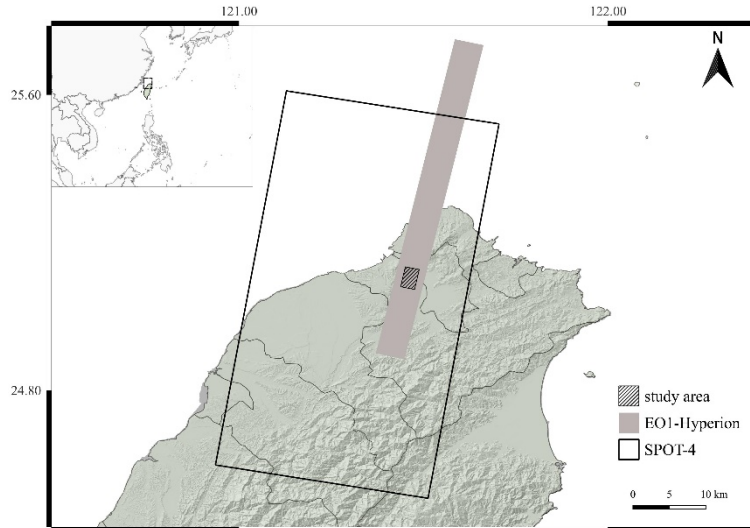 121.00
122.00
N
25.60
24.80
study area
EO1-Hyperion
SPOT-4
0 5 10 km